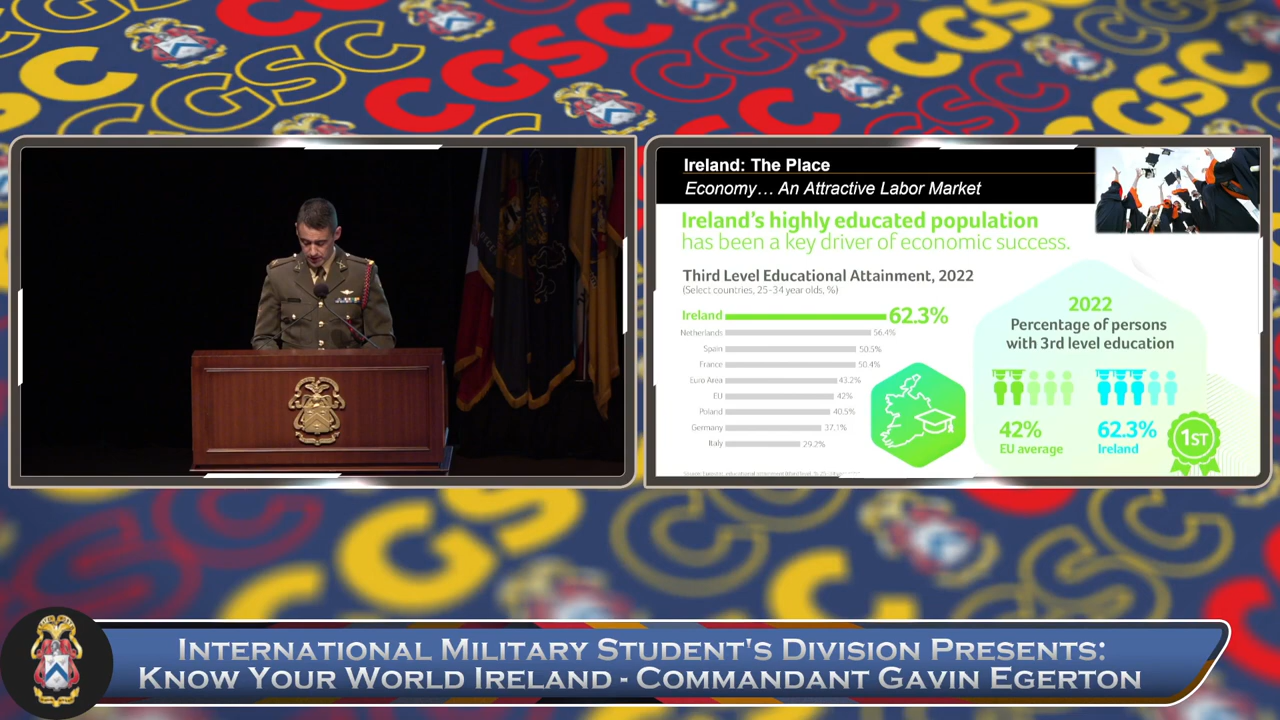 CGSC
Ireland: The Place
Economy... An Attractive Labor Market
Ireland's highly educated population
has been a key driver of economic success.
Third Level Educational Attainment, 2022
(Select countries, 25-34 year olds, %)
Ireland 62.3%
Netherlands 56.4%
Spain 50.5%
France 50.4%
Euro Area 43.2%
EU 42%
Poland 40.5%
Germany 37.1%
Italy 29.2%
2022
Percentage of persons
with 3rd level education
42%
EU average
62.3%
Ireland
1ST
International Military Student's Division Presents:
Know Your World Ireland - Commandant Gavin Egerton